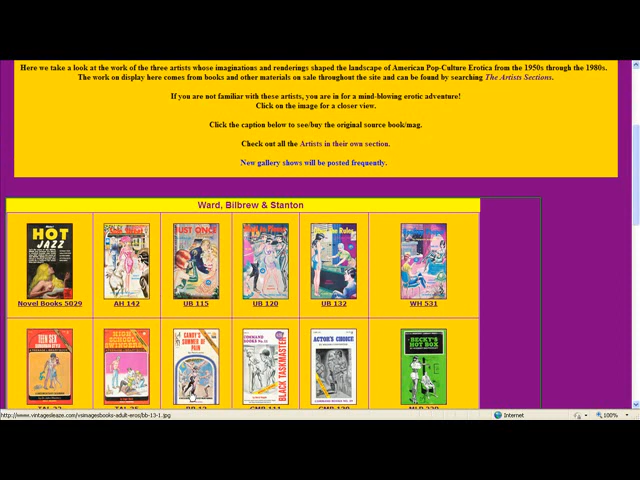 Here we take a look at the work of the three artists whose imaginations and renderings shaped the landscape of American Pop-Culture Erotica from the 1950s through the 1980s.
The work on display here comes from books and other materials on sale throughout the site and can be found by searching The Artists Sections.
If you are not familiar with these artists, you are in for a mind-blowing erotic adventure!
Click on the image for a closer view.
Click the caption below to see/buy the original source book/mag.
Check out all the Artists in their own section.
New gallery shows will be posted frequently.
Ward, Bilbrew & Stanton
HOT
JAZZ
JUST ONCE
Novel Books 5029
AH 142
UB 115
UB 120
UB 132
WH 531
TEEN SEX
HIGH
SCHOOL
SWINGERS
CANDY'S
SUMMER OF
PAIN
BLACK TASKMASTER
ACTOR'S
CHOICE
BECKY'S
HOT BOX
http://www.vintagesleaze.com/vsimagesbooks-adult-eros/bb-13-1.jpg
Internet
100%